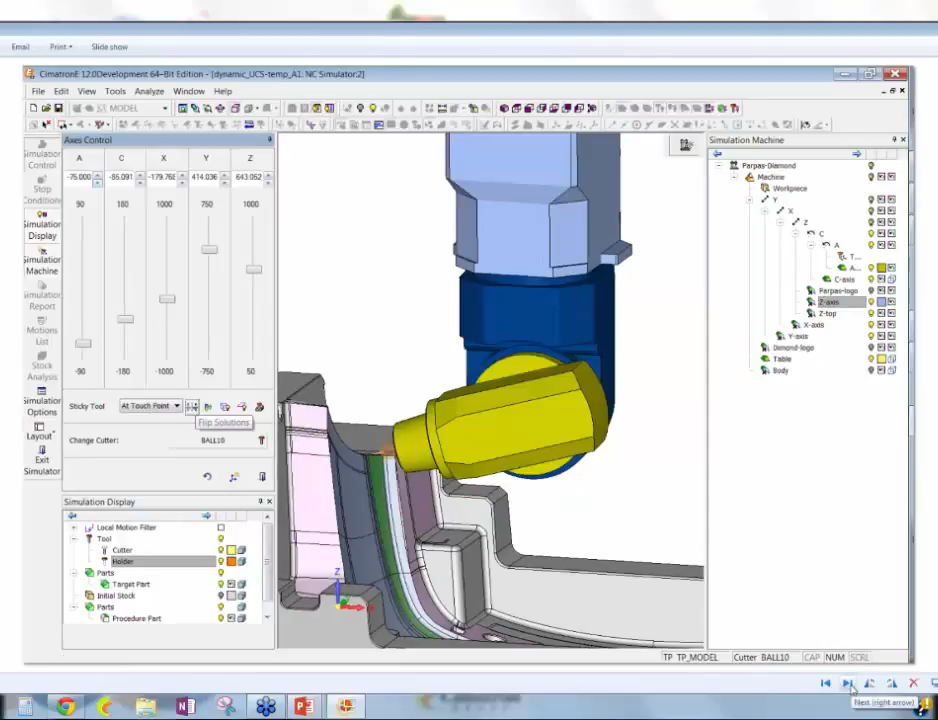 Email Print Slide show
CimatronE 12.0Development 64-Bit Edition - [dynamic_UCS-temp_A1: NC Simulator:2]
File Edit View Tools Analyze Window Help
MODEL
Simulation Control
Stop Conditions
Simulation Display
Simulation Machine
Simulation Report
Motions List
Stock Analysis
Simulation Options
Layout
Exit Simulator
Axes Control
A C X Y Z
-75.000 -85.091 -179.768 414.036 643.052
90 180 1000 750 1000
-90 -180 -1000 -750 50
Sticky Tool At Touch Point
Flip Solutions
Change Cutter: BALL10
Simulation Display
Local Motion Filter
Tool
Cutter
Holder
Parts
Target Part
Initial Stock
Parts
Procedure Part
Z
Simulation Machine
Parpas-Diamond
Machine
Workpiece
Y
X
Z
C
A
T...
A...
C-axis
Parpas-logo
Z-axis
Z-top
X-axis
Y-axis
Dimond-logo
Table
Body
TP TP_MODEL Cutter BALL10 CAP NUM SCRL
Next (right arrow)